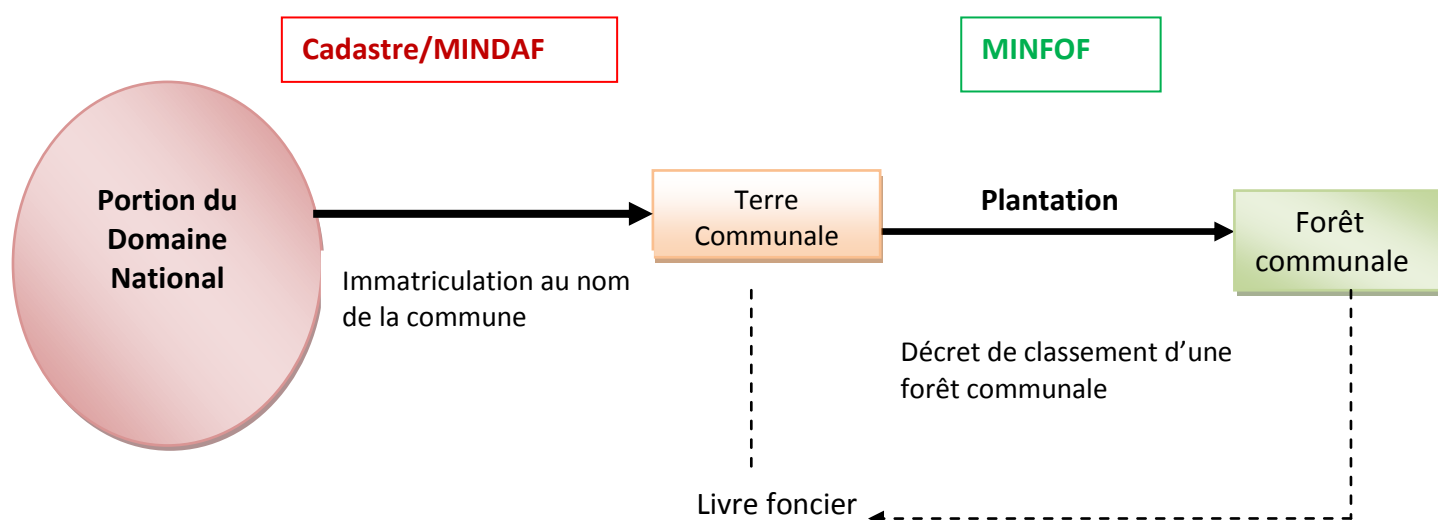 Cadastre/MINDAF
MINFOF
Portion du
Domaine
National
Immatriculation au nom
de la commune
Terre
Communale
Plantation
Décret de classement d’une
forêt communale
Forêt
communale
Livre foncier